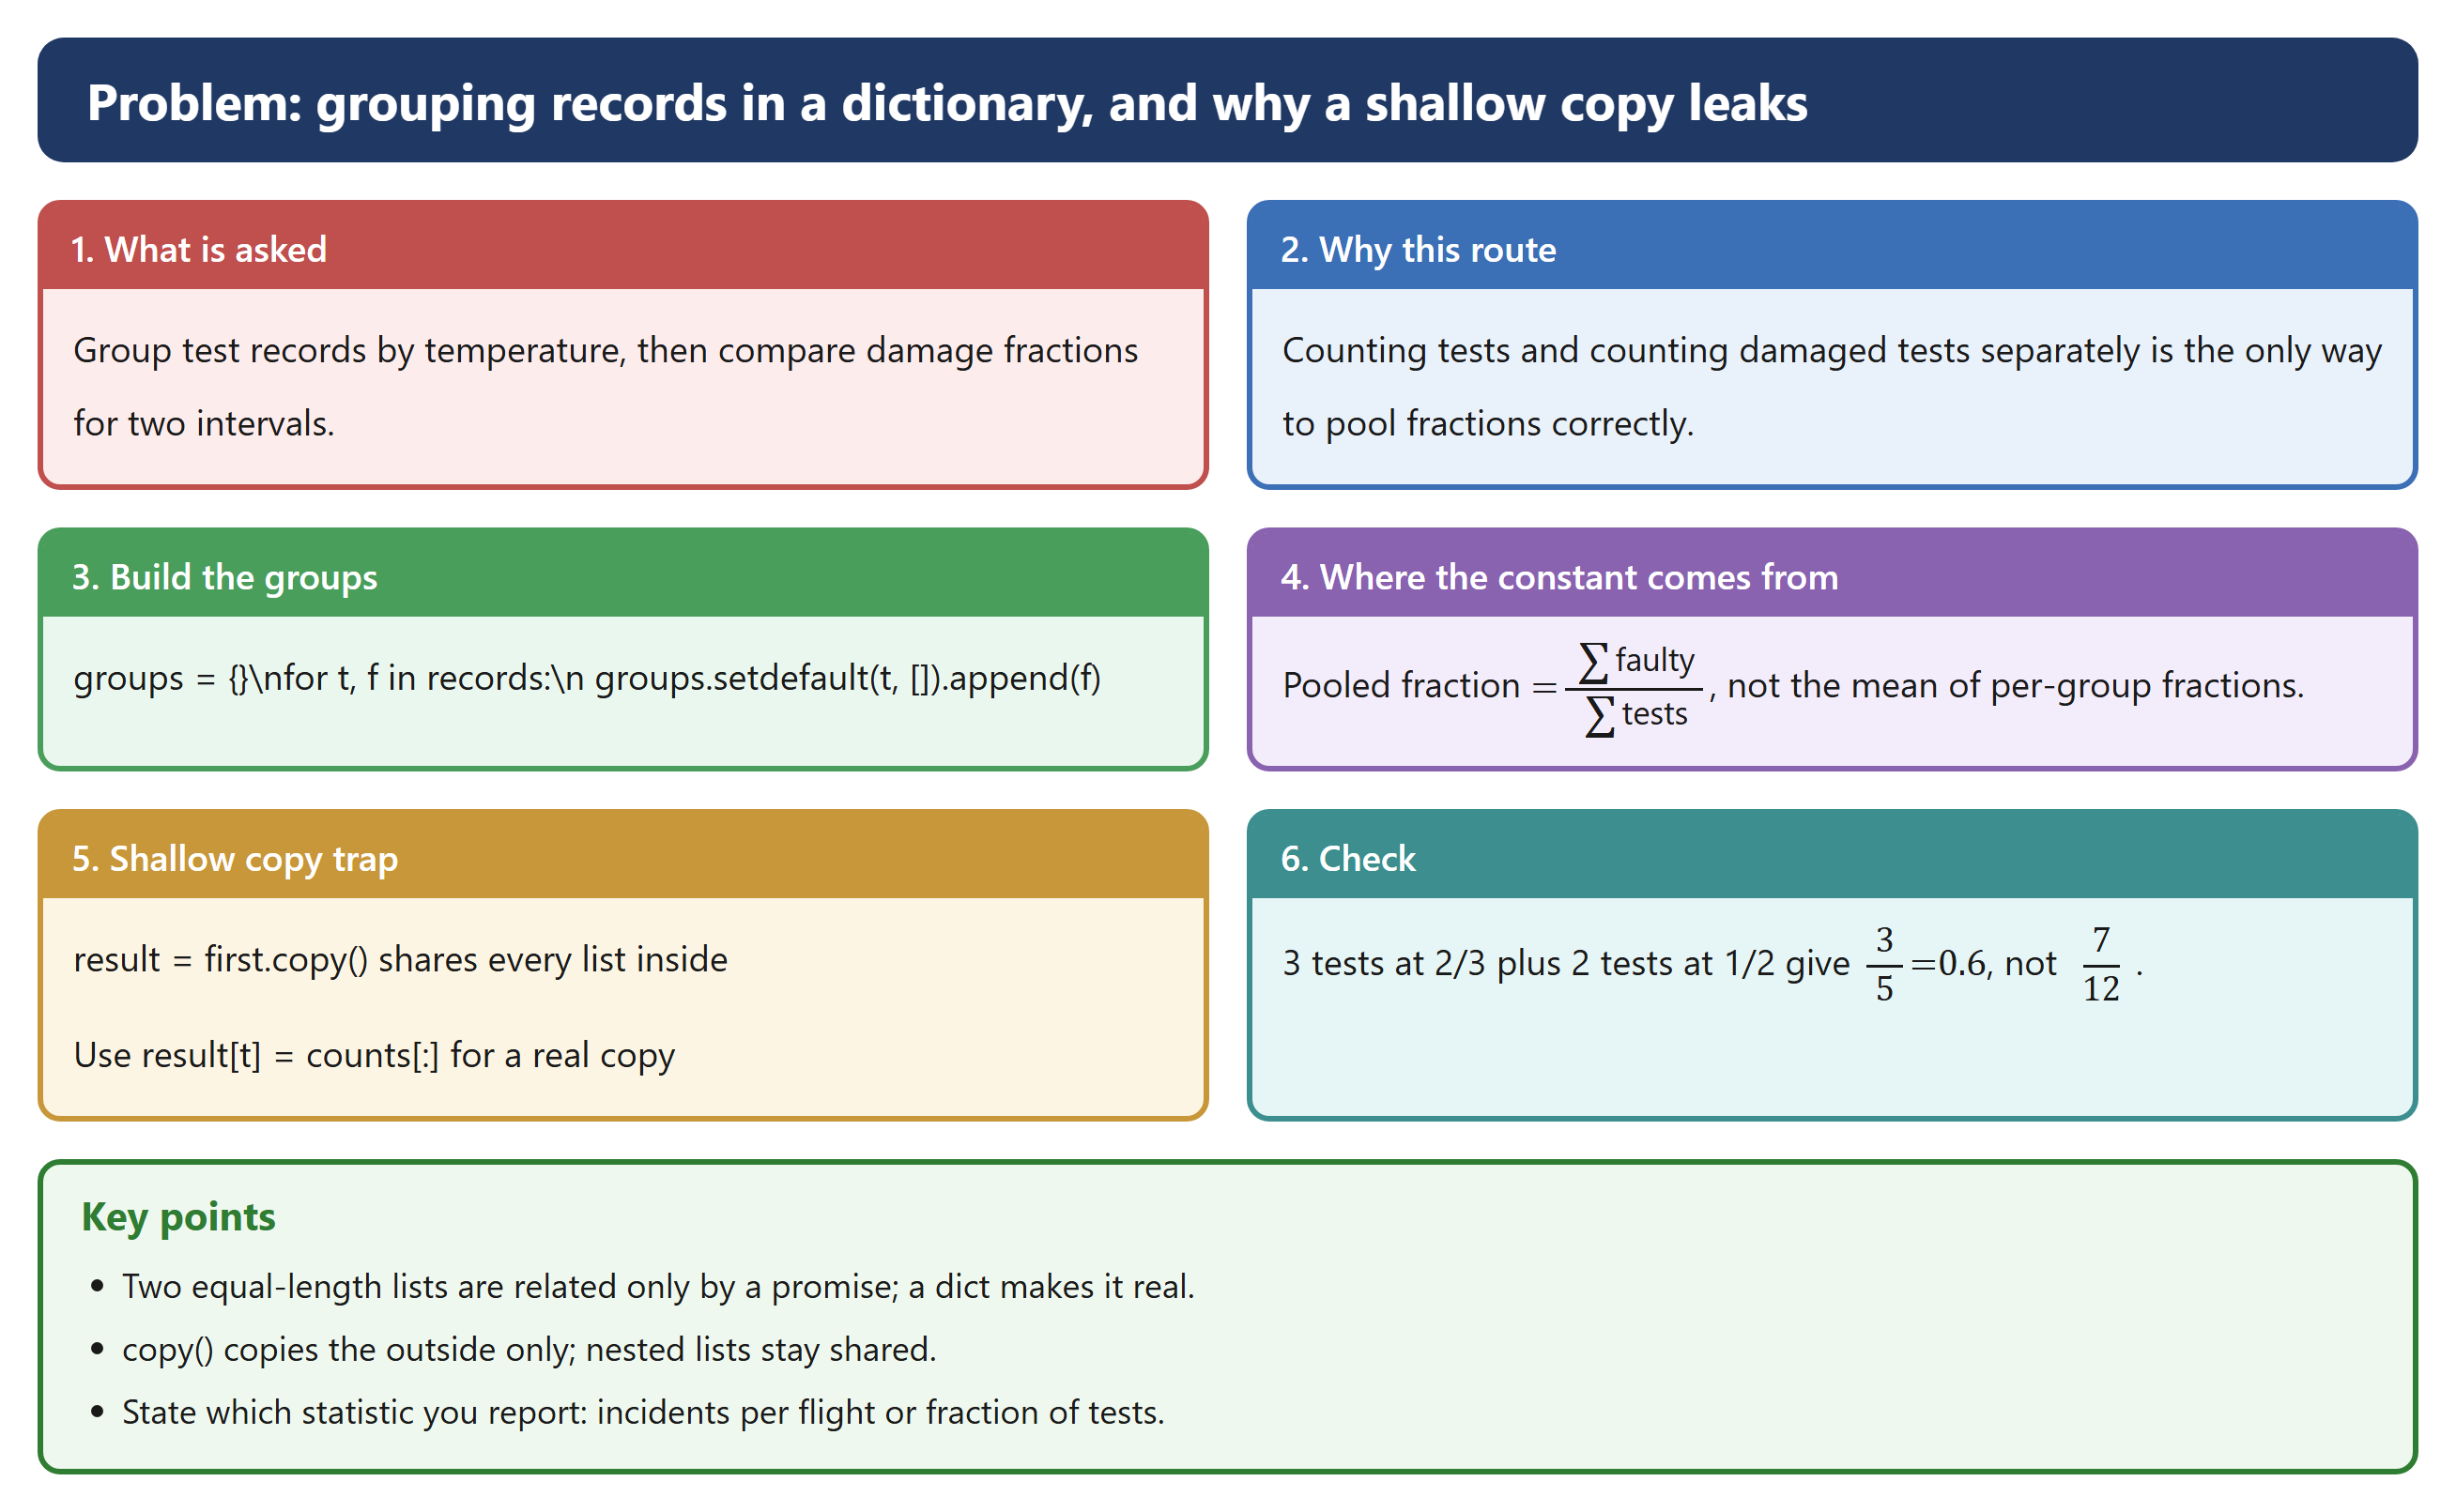 Problem: grouping records in a dictionary, and why a shallow copy leaks
1. What is asked
Group test records by temperature, then compare damage fractions
for two intervals.
2. Why this route
Counting tests and counting damaged tests separately is the only way
to pool fractions correctly.
3. Build the groups
groups = {}\nfor t, f in records:\n groups.setdefault(t, []).append(f)
4. Where the constant comes from
Pooled fraction = ∑faulty / ∑tests, not the mean of per-group fractions.
5. Shallow copy trap
result = first.copy() shares every list inside
Use result[t] = counts[:] for a real copy
6. Check
3 tests at 2/3 plus 2 tests at 1/2 give 3/5=0.6, not 7/12.
Key points
• Two equal-length lists are related only by a promise; a dict makes it real.
• copy() copies the outside only; nested lists stay shared.
• State which statistic you report: incidents per flight or fraction of tests.